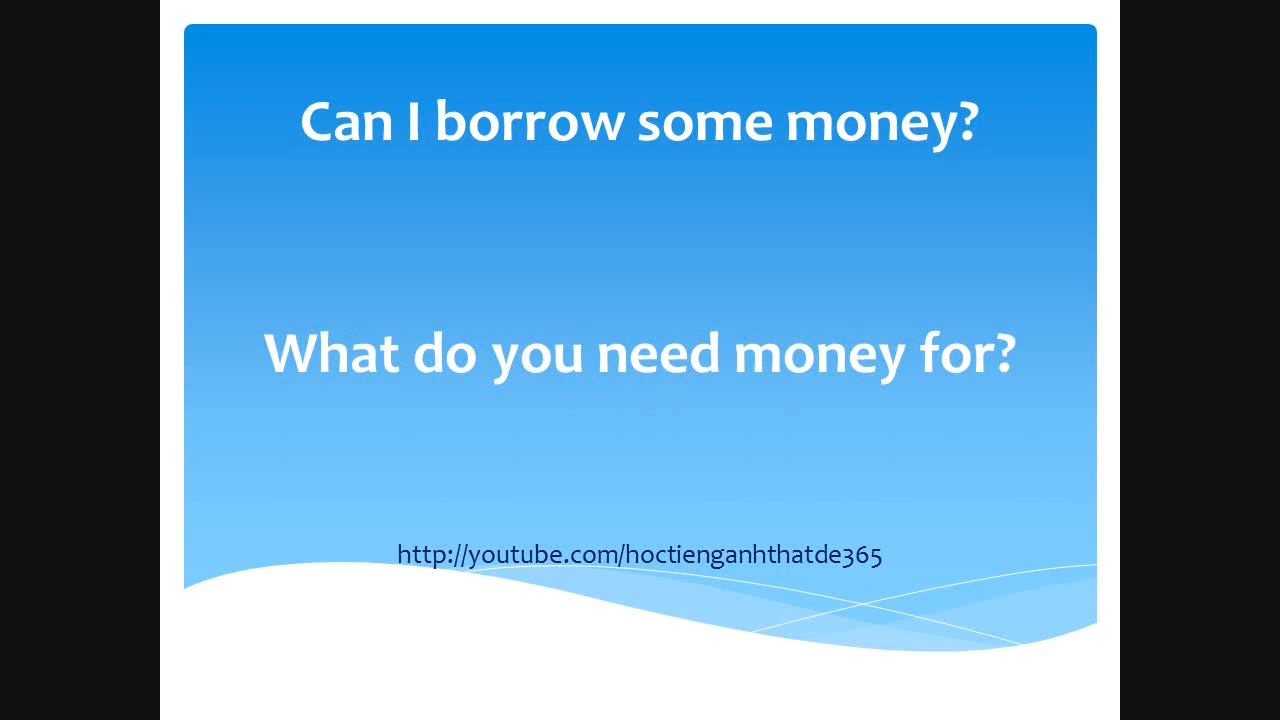 Can I borrow some money?
What do you need money for?
http://youtube.com/hoctienganhthatde365